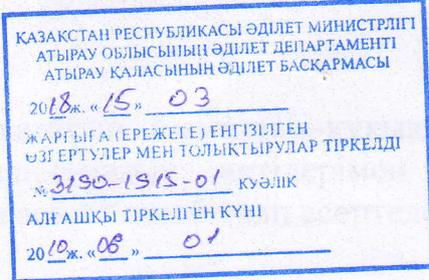 ҚАЗАҚСТАН РЕСПУБЛИКАСЫ ӘДІЛЕТ МИНИСТРЛІГІ
АТЫРАУ ОБЛЫСЫНЫҢ ӘДІЛЕТ ДЕПАРТАМЕНТІ
АТЫРАУ ҚАЛАСЫНЫҢ ӘДІЛЕТ БАСҚАРМАСЫ
2018ж. «15» 03
ЖАРҒЫҒА (ЕРЕЖЕГЕ) ЕНГІЗІЛГЕН
ӨЗГЕРТУЛЕР МЕН ТОЛЫҚТЫРУЛАР ТІРКЕЛДІ
№ 3190-1915-01 КУӘЛІК
АЛҒАШҚЫ ТІРКЕЛГЕН КҮНІ
2010ж. «06» 01